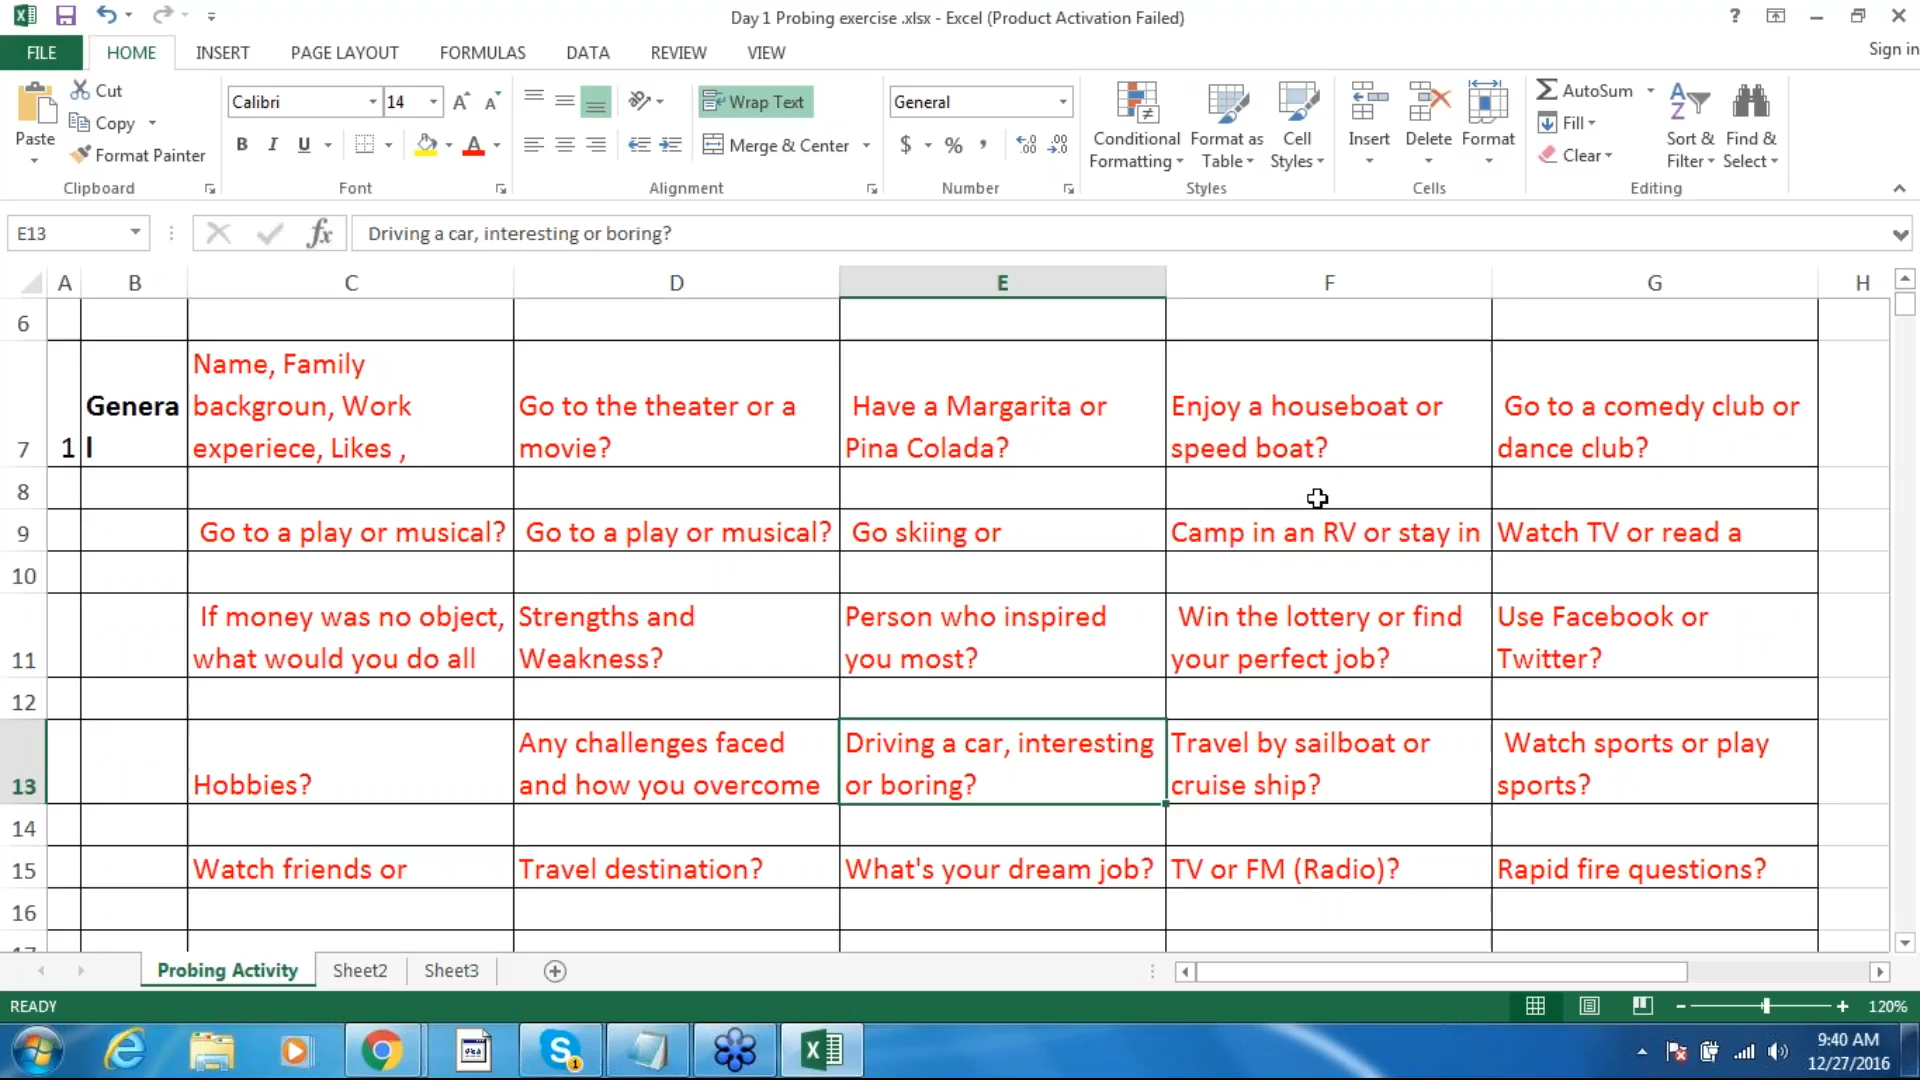 Day 1 Probing exercise .xlsx - Excel (Product Activation Failed)
?
FILE HOME INSERT PAGE LAYOUT FORMULAS DATA REVIEW VIEW
Sign in
Paste
Cut
Copy
Format Painter
Clipboard
Calibri 14
B I U
Font
Wrap Text
Merge & Center
Alignment
General
$ % ,
Number
Conditional Formatting
Format as Table
Cell Styles
Styles
Insert Delete Format
Cells
AutoSum
Fill
Clear
Sort & Filter
Find & Select
Editing
E13 fx Driving a car, interesting or boring?
A B C D E F G H
6
7
1
Genera
l
Name, Family
backgroun, Work
experiece, Likes ,
Go to the theater or a
movie?
Have a Margarita or
Pina Colada?
Enjoy a houseboat or
speed boat?
Go to a comedy club or
dance club?
8
9 Go to a play or musical? Go to a play or musical? Go skiing or Camp in an RV or stay in Watch TV or read a
10
11
If money was no object,
what would you do all
Strengths and
Weakness?
Person who inspired
you most?
Win the lottery or find
your perfect job?
Use Facebook or
Twitter?
12
13
Hobbies?
Any challenges faced
and how you overcome
Driving a car, interesting
or boring?
Travel by sailboat or
cruise ship?
Watch sports or play
sports?
14
15 Watch friends or Travel destination? What's your dream job? TV or FM (Radio)? Rapid fire questions?
16
17
Probing Activity Sheet2 Sheet3
READY
120%
9:40 AM
12/27/2016